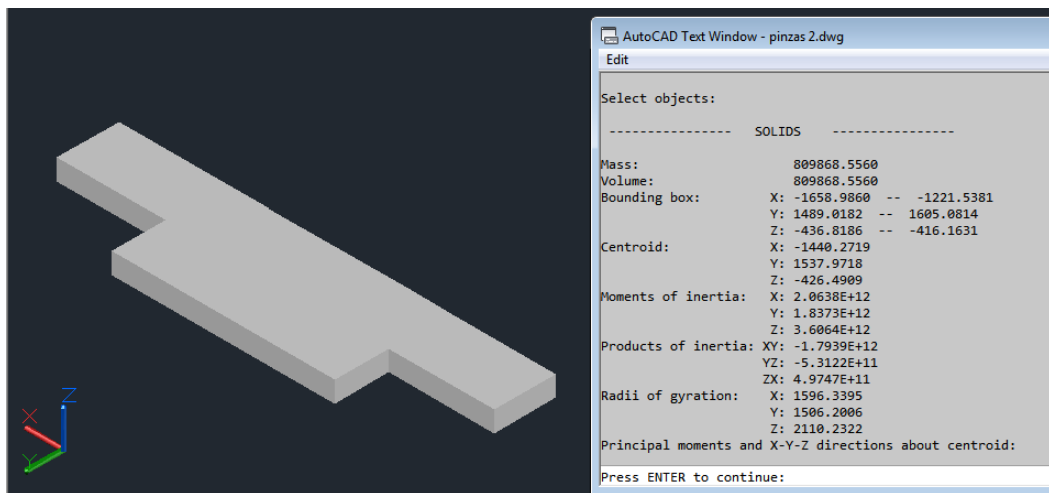 AutoCAD Text Window - pinzas 2.dwg
Edit
Select objects:
---------------- SOLIDS ----------------
Mass: 809868.5560
Volume: 809868.5560
Bounding box: X: -1658.9860 -- -1221.5381
Y: 1489.0182 -- 1605.0814
Z: -436.8186 -- -416.1631
Centroid: X: -1440.2719
Y: 1537.9718
Z: -426.4909
Moments of inertia: X: 2.0638E+12
Y: 1.8373E+12
Z: 3.6064E+12
Products of inertia: XY: -1.7939E+12
YZ: -5.3122E+11
ZX: 4.9747E+11
Radii of gyration: X: 1596.3395
Y: 1506.2006
Z: 2110.2322
Principal moments and X-Y-Z directions about centroid:
Press ENTER to continue:
Z
X
Y